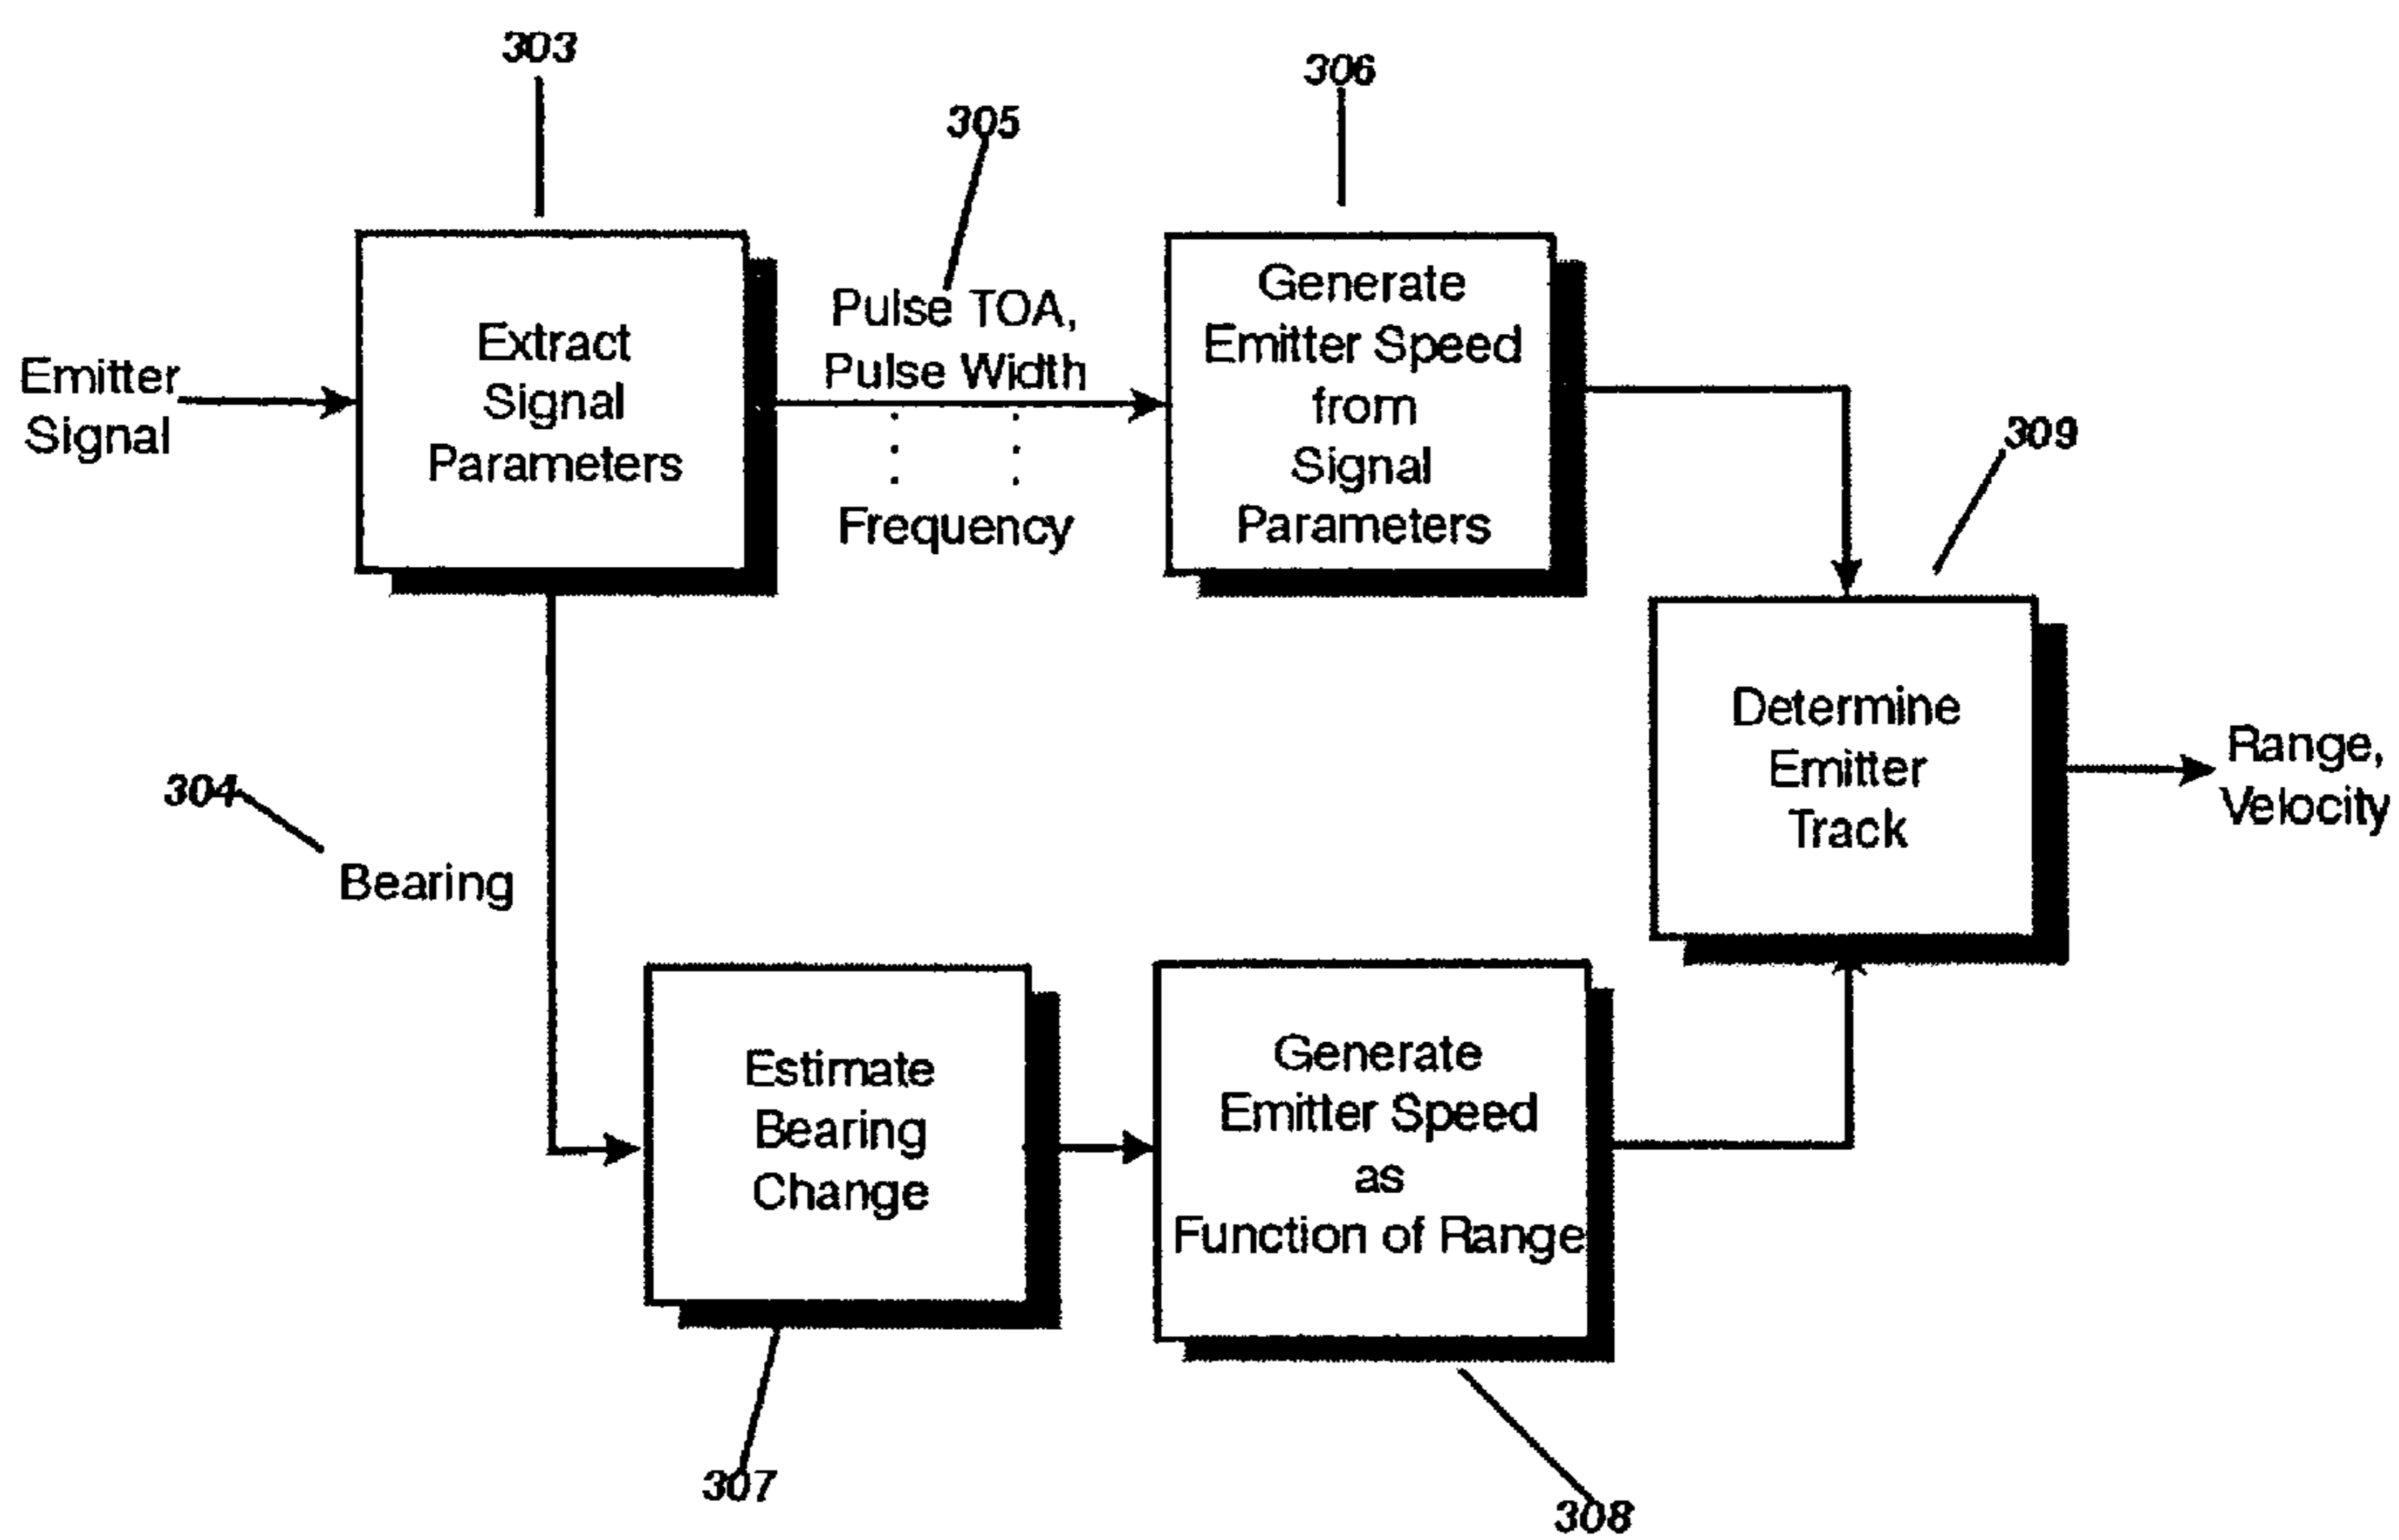 303
306
305
Pulse TOA,
Pulse Width
Frequency
Emitter
Signal
Extract
Signal
Parameters
Generate
Emitter Speed
from
Signal
Parameters
309
Determine
Emitter
Track
Range,
Velocity
304
Bearing
Estimate
Bearing
Change
Generate
Emitter Speed
as
Function of Range
307
308